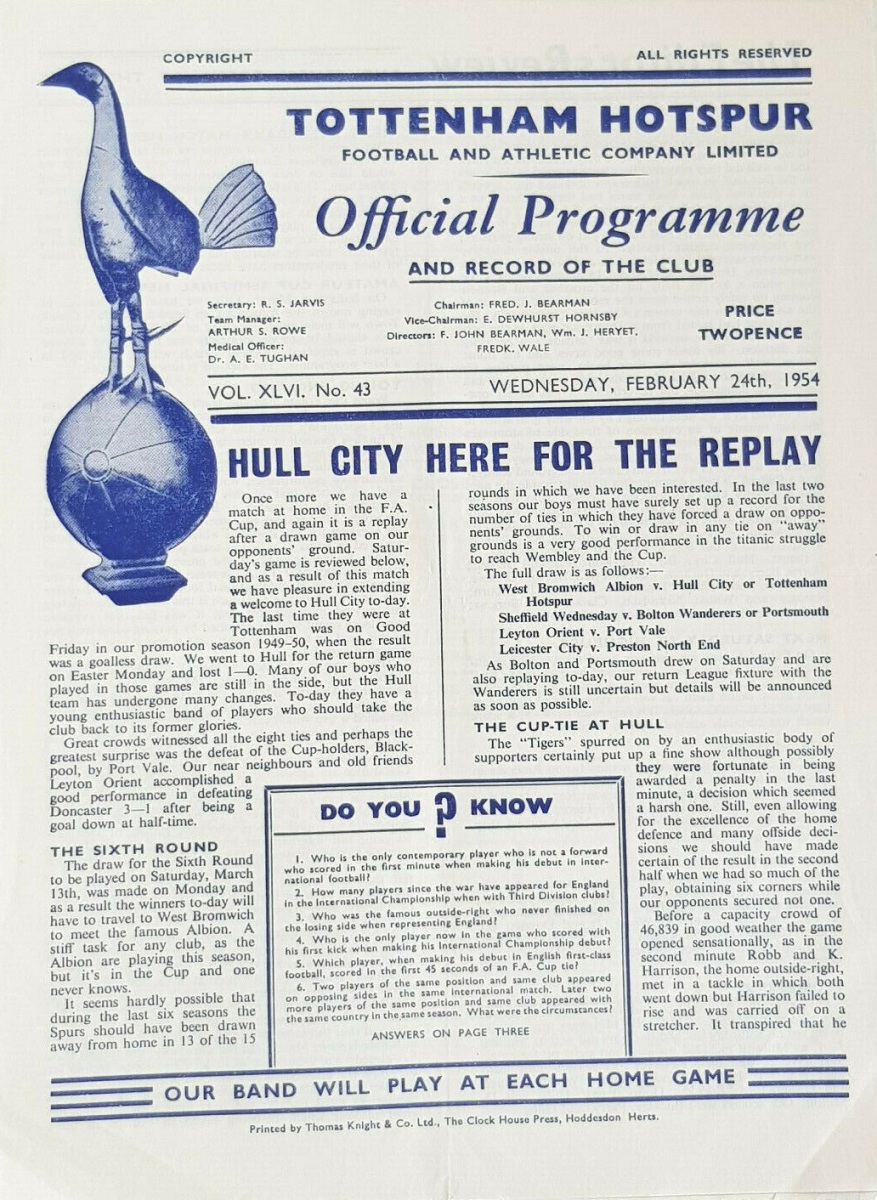 COPYRIGHT
ALL RIGHTS RESERVED
TOTTENHAM HOTSPUR
FOOTBALL AND ATHLETIC COMPANY LIMITED
Official Programme
AND RECORD OF THE CLUB
Secretary: R. S. JARVIS
Team Manager:
ARTHUR S. ROWE
Medical Officer:
Dr. A. E. TUGHAN
Chairman: FRED. J. BEARMAN
Vice-Chairman: E. DEWHURST HORNSBY
Directors: F. JOHN BEARMAN, Wm. J. HERYET,
FREDK. WALE
PRICE
TWOPENCE
VOL. XLVI. No. 43
WEDNESDAY, FEBRUARY 24th, 1954
HULL CITY HERE FOR THE REPLAY
Once more we have a
match at home in the F.A.
Cup, and again it is a replay
after a drawn game on our
opponents' ground. Satur-
day's game is reviewed below,
and as a result of this match
we have pleasure in extending
a welcome to Hull City to-day.
The last time they were at
Tottenham was on Good
Friday in our promotion season 1949–50, when the result
was a goalless draw. We went to Hull for the return game
on Easter Monday and lost 1—0. Many of our boys who
played in those games are still in the side, but the Hull
team has undergone many changes. To-day they have a
young enthusiastic band of players who should take the
club back to its former glories.
Great crowds witnessed all the eight ties and perhaps the
greatest surprise was the defeat of the Cup-holders, Black-
pool, by Port Vale. Our near neighbours and old friends
Leyton Orient accomplished a
good performance in defeating
Doncaster 3—1 after being a
goal down at half-time.
THE SIXTH ROUND
The draw for the Sixth Round
to be played on Saturday, March
13th, was made on Monday and
as a result the winners to-day will
have to travel to West Bromwich
to meet the famous Albion. A
stiff task for any club, as the
Albion are playing this season,
but it's in the Cup and one
never knows.
It seems hardly possible that
during the last six seasons the
Spurs should have been drawn
away from home in 13 of the 15
rounds in which we have been interested. In the last two
seasons our boys must have surely set up a record for the
number of ties in which they have forced a draw on oppo-
nents' grounds. To win or draw in any tie on "away"
grounds is a very good performance in the titanic struggle
to reach Wembley and the Cup.
The full draw is as follows:—
West Bromwich Albion v. Hull City or Tottenham
Hotspur
Sheffield Wednesday v. Bolton Wanderers or Portsmouth
Leyton Orient v. Port Vale
Leicester City v. Preston North End
As Bolton and Portsmouth drew on Saturday and are
also replaying to-day, our return League fixture with the
Wanderers is still uncertain but details will be announced
as soon as possible.
THE CUP-TIE AT HULL
The "Tigers" spurred on by an enthusiastic body of
supporters certainly put up a fine show although possibly
they were fortunate in being
awarded a penalty in the last
minute, a decision which seemed
a harsh one. Still, even allowing
for the excellence of the home
defence and many offside deci-
sions we should have made
certain of the result in the second
half when we had so much of the
play, obtaining six corners while
our opponents secured not one.
Before a capacity crowd of
46,839 in good weather the game
opened sensationally, as in the
second minute Robb and K.
Harrison, the home outside-right,
met in a tackle in which both
went down but Harrison failed to
rise and was carried off on a
stretcher. It transpired that he
DO YOU ? KNOW
1. Who is the only contemporary player who is not a forward
who scored in the first minute when making his debut in inter-
national football?
2. How many players since the war have appeared for England
in the International Championship when with Third Division clubs?
3. Who was the famous outside-right who never finished on
the losing side when representing England?
4. Who is the only player now in the game who scored with
his first kick when making his International Championship debut?
5. Which player, when making his debut in English first-class
football, scored in the first 45 seconds of an F.A. Cup tie?
6. Two players of the same position and same club appeared
on opposing sides in the same international match. Later two
more players of the same position and same club appeared with
the same country in the same season. What were the circumstances?
ANSWERS ON PAGE THREE
OUR BAND WILL PLAY AT EACH HOME GAME
Printed by Thomas Knight & Co. Ltd., The Clock House Press, Hoddesdon Herts.